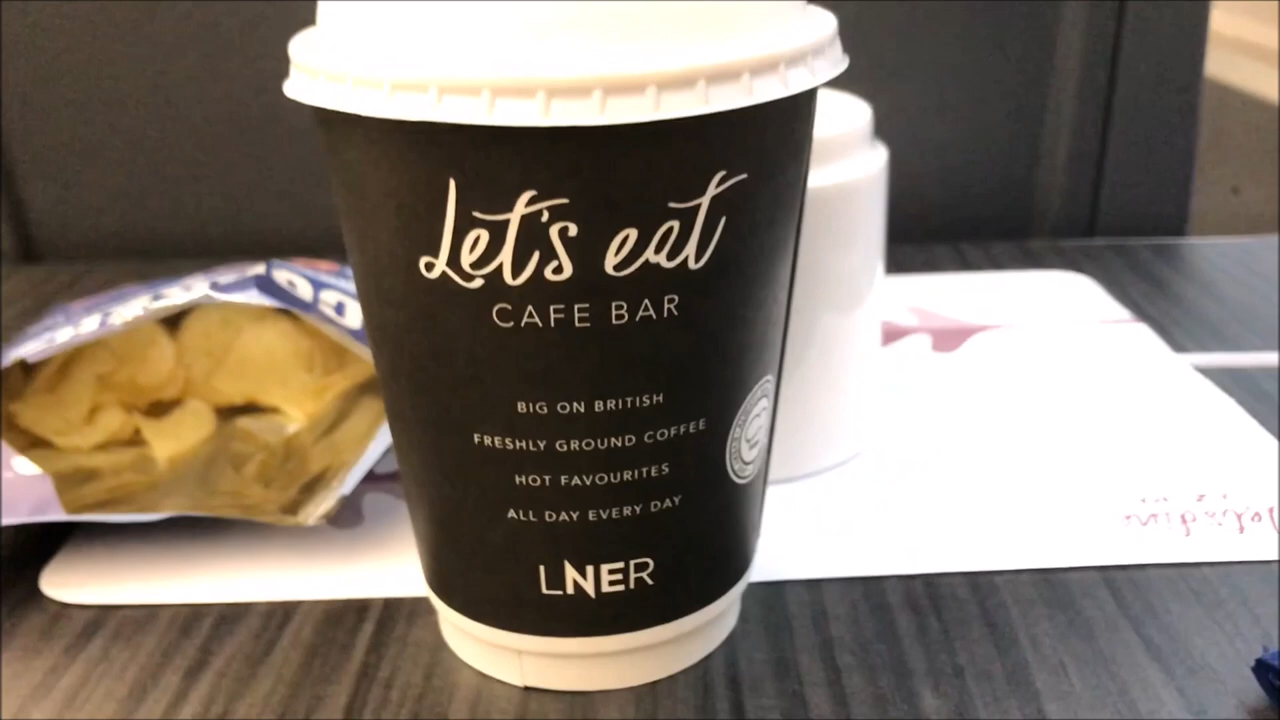 Let's eat
CAFE BAR
BIG ON BRITISH
FRESHLY GROUND COFFEE
HOT FAVOURITES
ALL DAY EVERY DAY
LNER